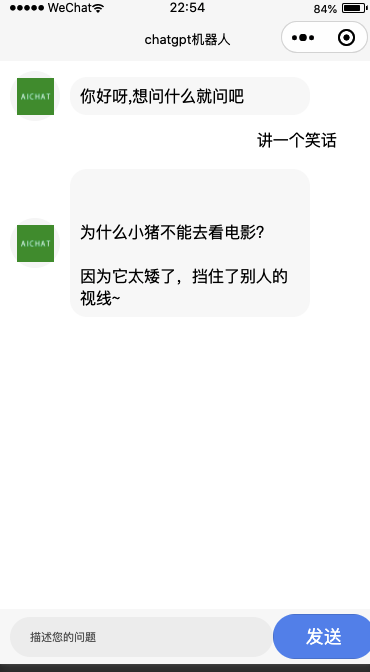 ●●●●● WeChat 22:54 84%
chatgpt机器人
AICHAT
你好呀,想问什么就问吧
讲一个笑话
为什么小猪不能去看电影?
AICHAT
因为它太矮了，挡住了别人的
视线~
描述您的问题
发送